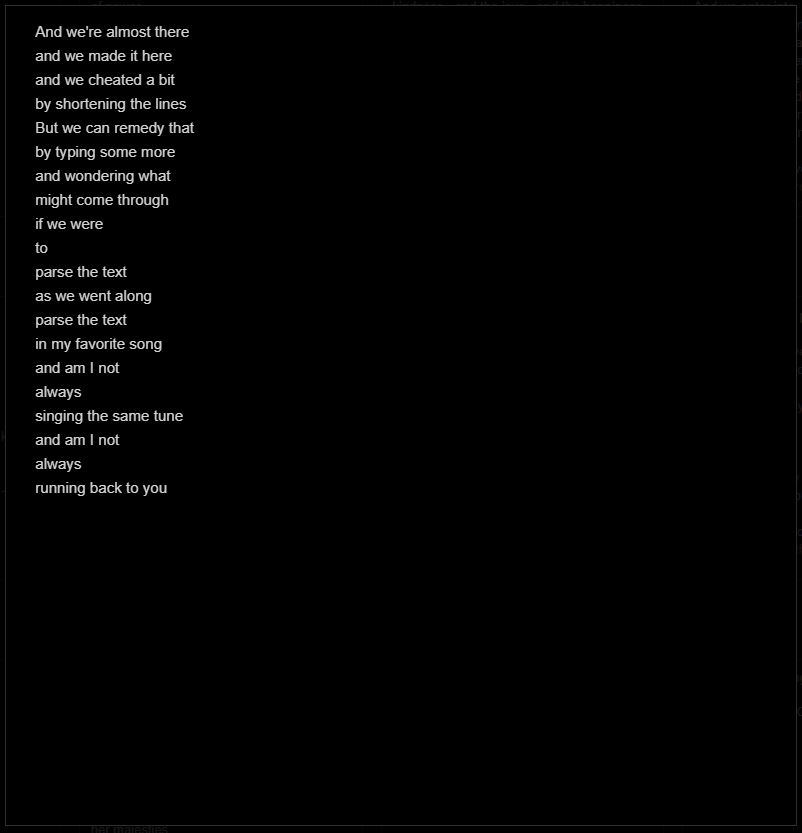 And we're almost there
and we made it here
and we cheated a bit
by shortening the lines
But we can remedy that
by typing some more
and wondering what
might come through
if we were
to
parse the text
as we went along
parse the text
in my favorite song
and am I not
always
singing the same tune
and am I not
always
running back to you
her majesties